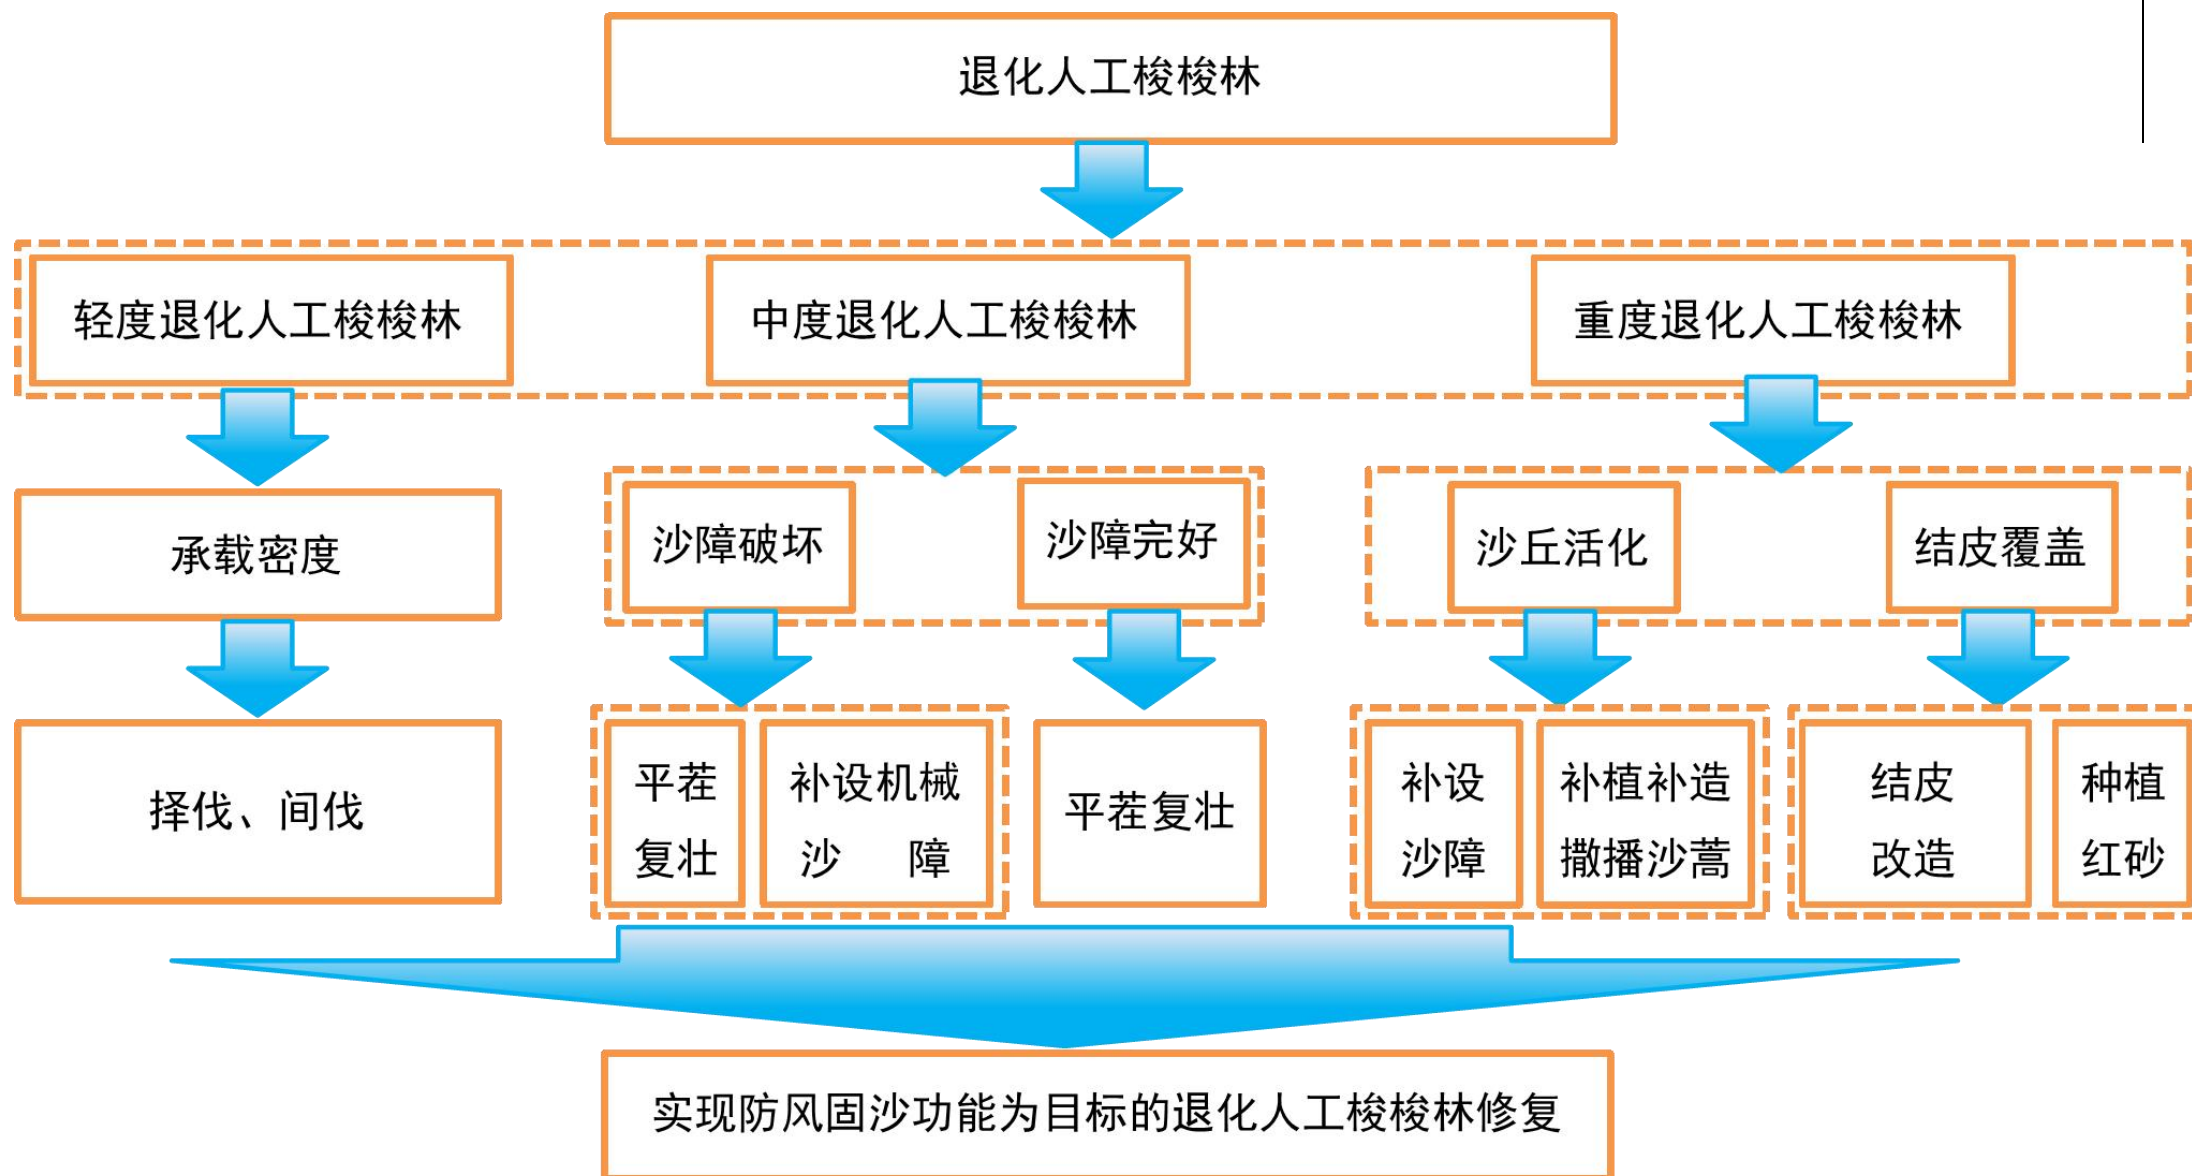 退化人工梭梭林
轻度退化人工梭梭林
中度退化人工梭梭林
重度退化人工梭梭林
承载密度
沙障破坏
沙障完好
沙丘活化
结皮覆盖
择伐、间伐
平茬
复壮
补设机械
沙 障
平茬复壮
补设
沙障
补植补造
撒播沙蒿
结皮
改造
种植
红砂
实现防风固沙功能为目标的退化人工梭梭林修复